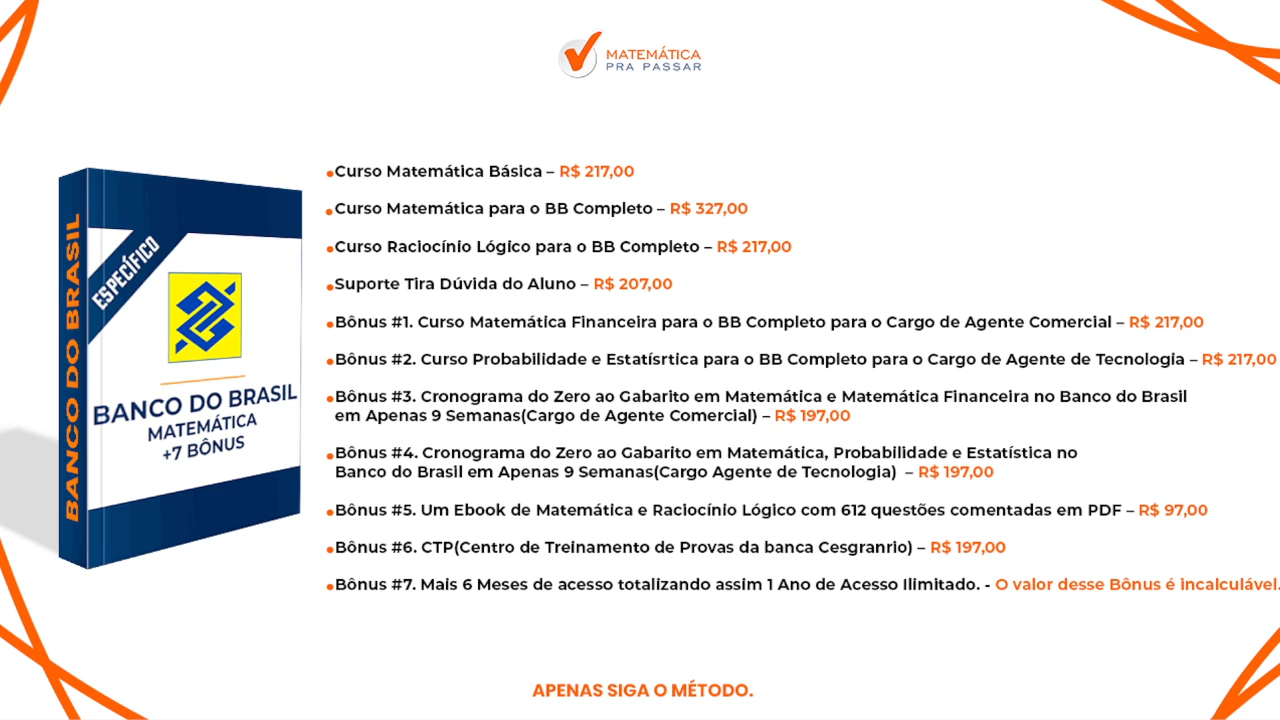 MATEMÁTICA
PRA PASSAR
BANCO DO BRASIL
ESPECÍFICO
BANCO DO BRASIL
MATEMÁTICA
+7 BÔNUS
Curso Matemática Básica – R$ 217,00
Curso Matemática para o BB Completo – R$ 327,00
Curso Raciocínio Lógico para o BB Completo – R$ 217,00
Suporte Tira Dúvida do Aluno – R$ 207,00
Bônus #1. Curso Matemática Financeira para o BB Completo para o Cargo de Agente Comercial – R$ 217,00
Bônus #2. Curso Probabilidade e Estatísrtica para o BB Completo para o Cargo de Agente de Tecnologia – R$ 217,00
Bônus #3. Cronograma do Zero ao Gabarito em Matemática e Matemática Financeira no Banco do Brasil
em Apenas 9 Semanas(Cargo de Agente Comercial) – R$ 197,00
Bônus #4. Cronograma do Zero ao Gabarito em Matemática, Probabilidade e Estatística no
Banco do Brasil em Apenas 9 Semanas(Cargo Agente de Tecnologia) – R$ 197,00
Bônus #5. Um Ebook de Matemática e Raciocínio Lógico com 612 questões comentadas em PDF – R$ 97,00
Bônus #6. CTP(Centro de Treinamento de Provas da banca Cesgranrio) – R$ 197,00
Bônus #7. Mais 6 Meses de acesso totalizando assim 1 Ano de Acesso Ilimitado. - O valor desse Bônus é incalculável.
APENAS SIGA O MÉTODO.